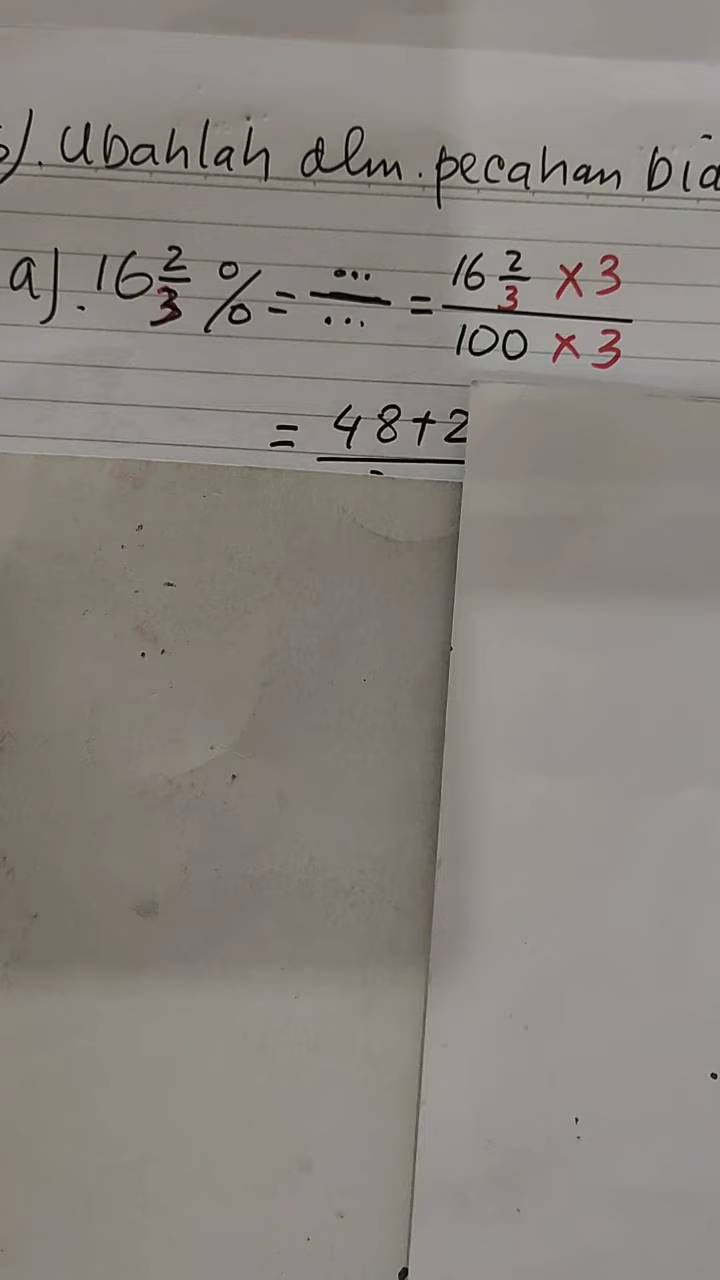 ). Ubahlah dlm. pecahan bia
a). 16 2/3 % = .../... = 16 2/3 × 3 / 100 × 3
= 48+2